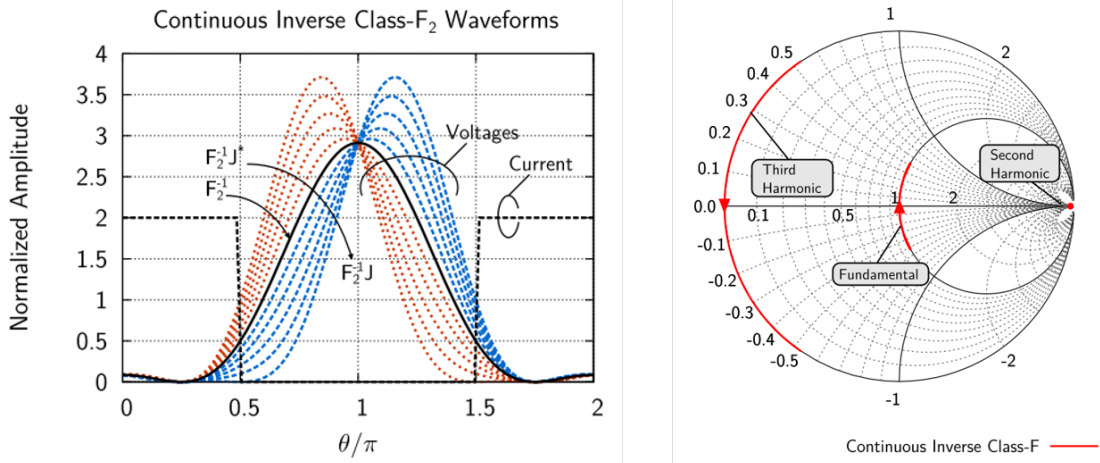 Continuous Inverse Class-F₂ Waveforms
Normalized Amplitude
4
3.5
3
2.5
2
1.5
1
0.5
0
0
0.5
1
1.5
2
θ/π
F₂⁻¹J*
F₂⁻¹
F₂⁻¹J
Voltages
Current
1
2
0.5
0.4
0.3
0.2
0.1
0.0
-0.1
-0.2
-0.3
-0.4
-0.5
-1
-2
0.1
0.5
1
2
Third
Harmonic
Second
Harmonic
Fundamental
Continuous Inverse Class-F